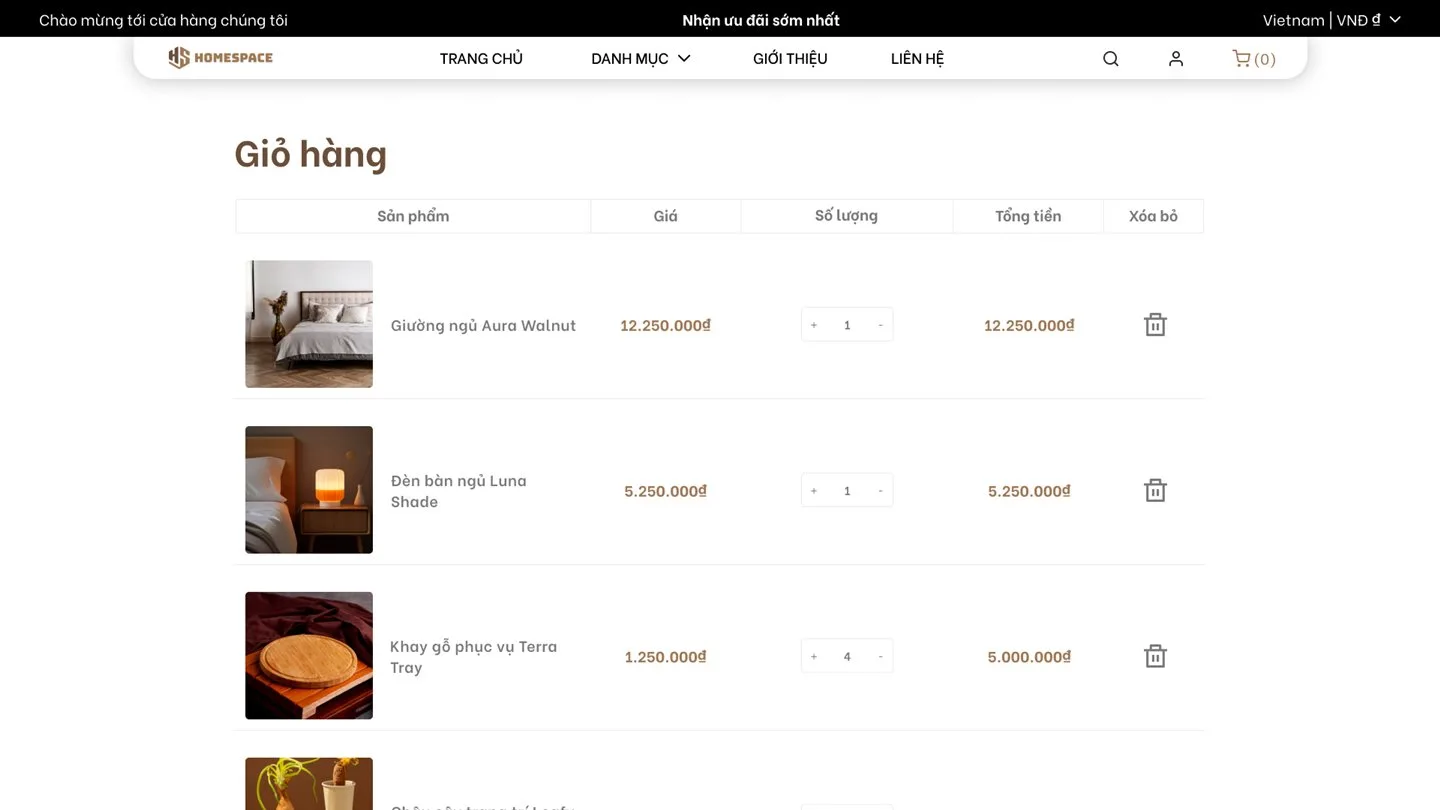 Chào mừng tới cửa hàng chúng tôi
Nhận ưu đãi sớm nhất
Vietnam | VNĐ ₫
HOMESPACE
TRANG CHỦ
DANH MỤC
GIỚI THIỆU
LIÊN HỆ
(0)
Giỏ hàng
Sản phẩm
Giá
Số lượng
Tổng tiền
Xóa bỏ
Giường ngủ Aura Walnut
12.250.000₫
+ 1 -
12.250.000₫
Đèn bàn ngủ Luna
Shade
5.250.000₫
+ 1 -
5.250.000₫
Khay gỗ phục vụ Terra
Tray
1.250.000₫
+ 4 -
5.000.000₫